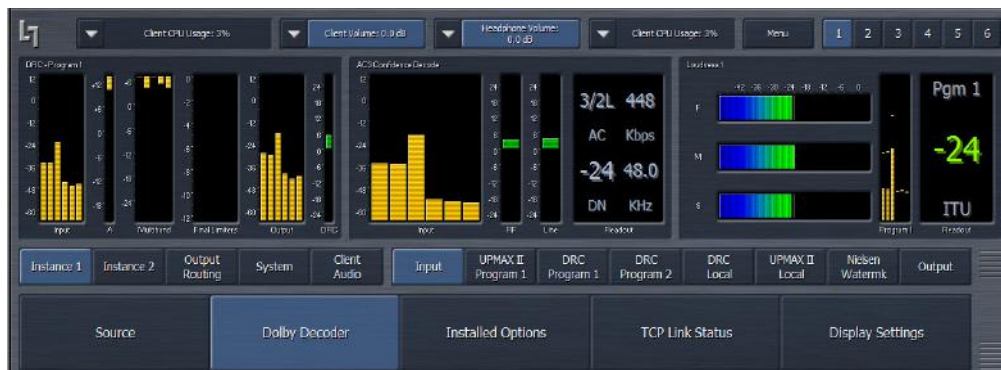 Client CPU Usage: 3%
Client Volume: 0.0 dB
Headphone Volume:
0.0 dB
Client CPU Usage: 3%
Menu
1 2 3 4 5 6
DRC - Program 1
AC3 Confidence Decode
Loudness 1
3/2L 448
AC Kbps
-24 48.0
DN KHz
F
M
S
Pgm 1
-24
ITU
Input
Multiband
Final Limiters
Output
DRC
Input
RF
Line
Readout
Program 1
Readout
Instance 1
Instance 2
Output
Routing
System
Client
Audio
Input
UPMAX II
Program 1
DRC
Program 1
DRC
Program 2
DRC
Local
UPMAX II
Local
Nielsen
Watermk
Output
Source
Dolby Decoder
Installed Options
TCP Link Status
Display Settings